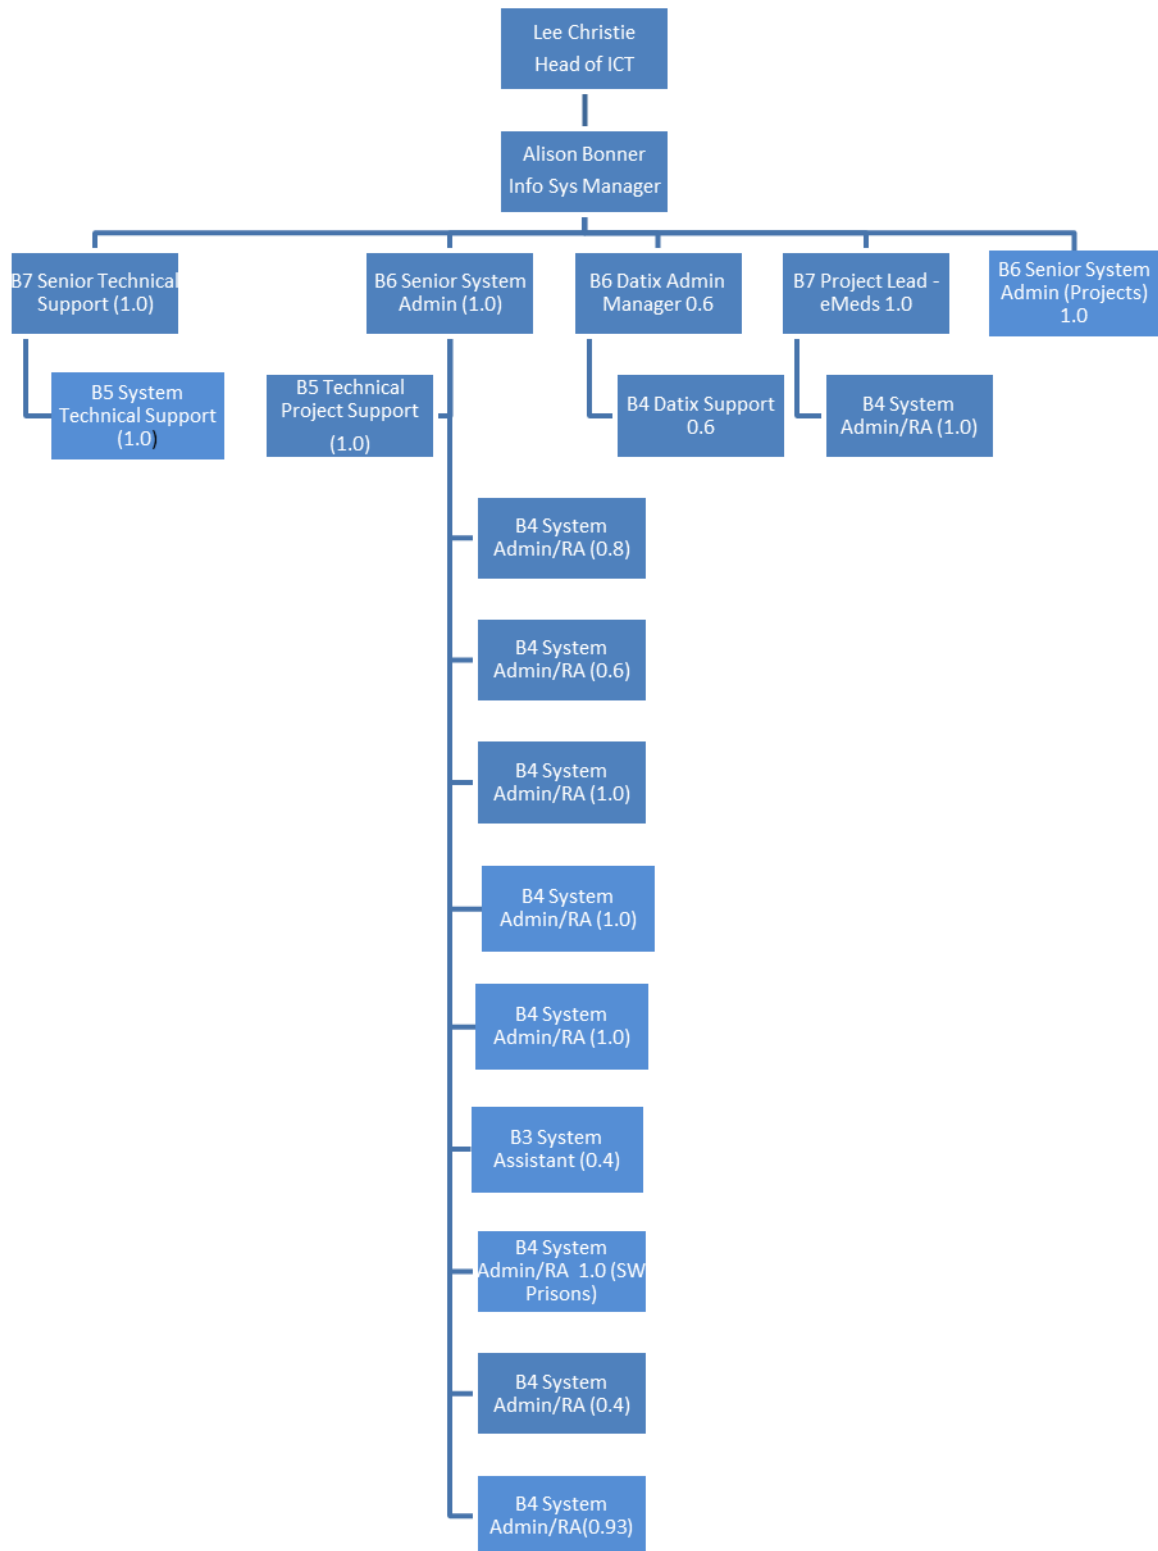 Lee Christie
Head of ICT
Alison Bonner
Info Sys Manager
B7 Senior Technical
Support (1.0)
B6 Senior System
Admin (1.0)
B6 Datix Admin
Manager 0.6
B7 Project Lead -
eMeds 1.0
B6 Senior System
Admin (Projects)
1.0
B5 System
Technical Support
(1.0)
B5 Technical
Project Support
(1.0)
B4 Datix Support
0.6
B4 System
Admin/RA (1.0)
B4 System
Admin/RA (0.8)
B4 System
Admin/RA (0.6)
B4 System
Admin/RA (1.0)
B4 System
Admin/RA (1.0)
B4 System
Admin/RA (1.0)
B3 System
Assistant (0.4)
B4 System
Admin/RA  1.0 (SW
Prisons)
B4 System
Admin/RA (0.4)
B4 System
Admin/RA(0.93)